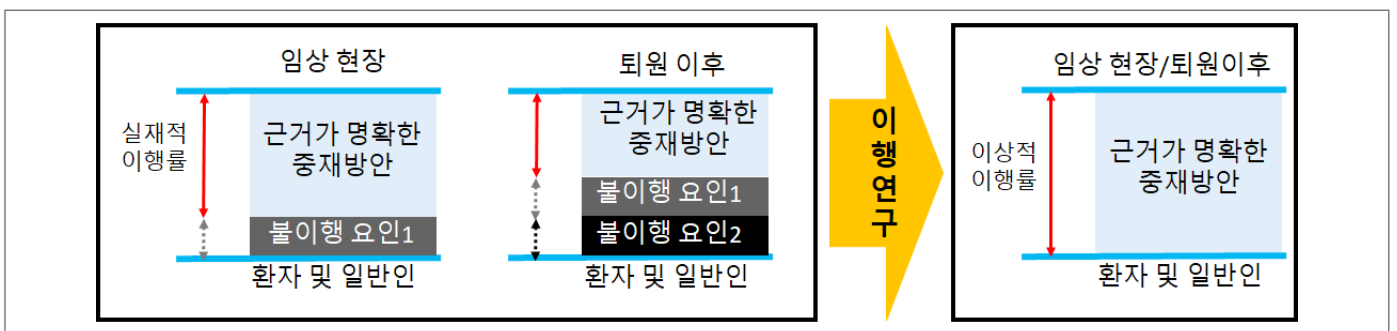 임상 현장
실재적
이행률
근거가 명확한
중재방안
불이행 요인1
환자 및 일반인
퇴원 이후
근거가 명확한
중재방안
불이행 요인1
불이행 요인2
환자 및 일반인
이
행
연
구
임상 현장/퇴원이후
이상적
이행률
근거가 명확한
중재방안
환자 및 일반인